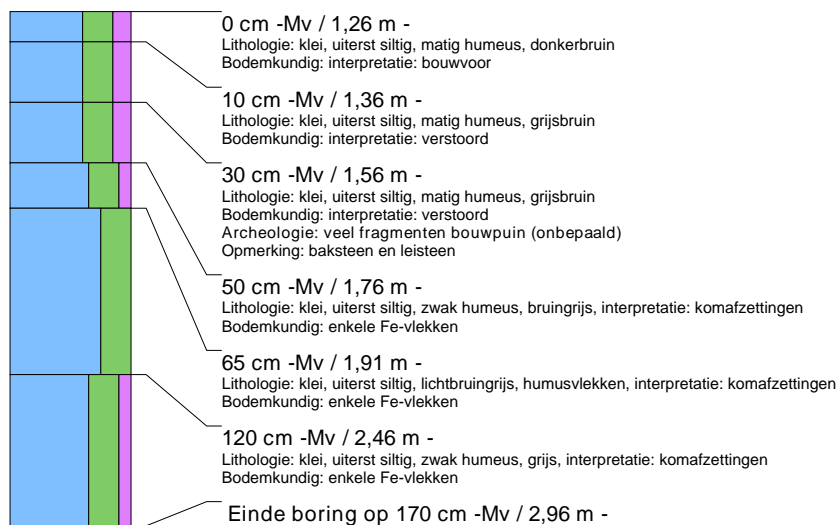 0 cm -Mv / 1,26 m -
Lithologie: klei, uiterst siltig, matig humeus, donkerbruin
Bodemkundig: interpretatie: bouwvoor
10 cm -Mv / 1,36 m -
Lithologie: klei, uiterst siltig, matig humeus, grijsbruin
Bodemkundig: interpretatie: verstoord
30 cm -Mv / 1,56 m -
Lithologie: klei, uiterst siltig, matig humeus, grijsbruin
Bodemkundig: interpretatie: verstoord
Archeologie: veel fragmenten bouwpuin (onbepaald)
Opmerking: baksteen en leisteen
50 cm -Mv / 1,76 m -
Lithologie: klei, uiterst siltig, zwak humeus, bruingrijs, interpretatie: komafzettingen
Bodemkundig: enkele Fe-vlekken
65 cm -Mv / 1,91 m -
Lithologie: klei, uiterst siltig, lichtbruingrijs, humusvlekken, interpretatie: komafzettingen
Bodemkundig: enkele Fe-vlekken
120 cm -Mv / 2,46 m -
Lithologie: klei, uiterst siltig, zwak humeus, grijs, interpretatie: komafzettingen
Bodemkundig: enkele Fe-vlekken
Einde boring op 170 cm -Mv / 2,96 m -